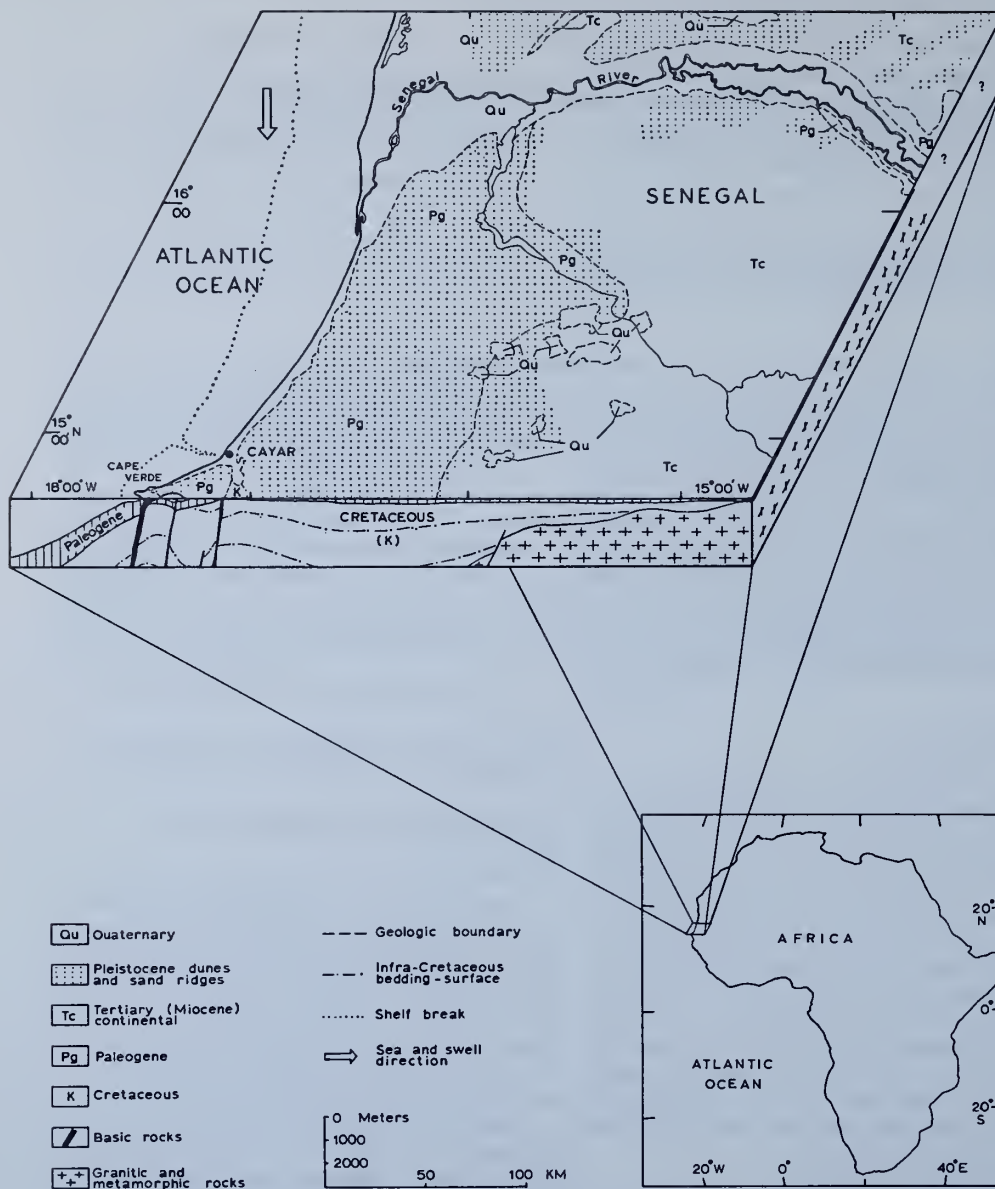 Tc
Qu
Qu
Tc
?
Senegal
River
Qu
Pg
Pg
?
16°
00
Pg
SENEGAL
ATLANTIC
OCEAN
Pg
Tc
Qu
Qu
15°
00' N
Pg
Qu
CAYAR
CAPE
VERDE
Tc
18°00'W
Pg
K
15°00'W
Paleogene
CRETACEOUS
(K)
Qu Quaternary
Pleistocene dunes
and sand ridges
Tc Tertiary (Miocene)
continental
Pg Paleogene
K Cretaceous
Basic rocks
Granitic and
metamorphic rocks
Geologic boundary
Infra-Cretaceous
bedding-surface
Shelf break
Sea and swell
direction
0 Meters
1000
2000
50 100 KM
20°
N
AFRICA
0°
ATLANTIC
OCEAN
20°
S
20°W 0° 40°E